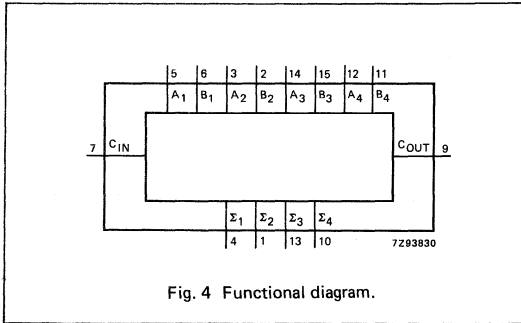 5 6 3 2 14 15 12 11
A1 B1 A2 B2 A3 B3 A4 B4
7 CIN COUT 9
Σ1 Σ2 Σ3 Σ4
4 1 13 10 7Z93830
Fig. 4 Functional diagram.